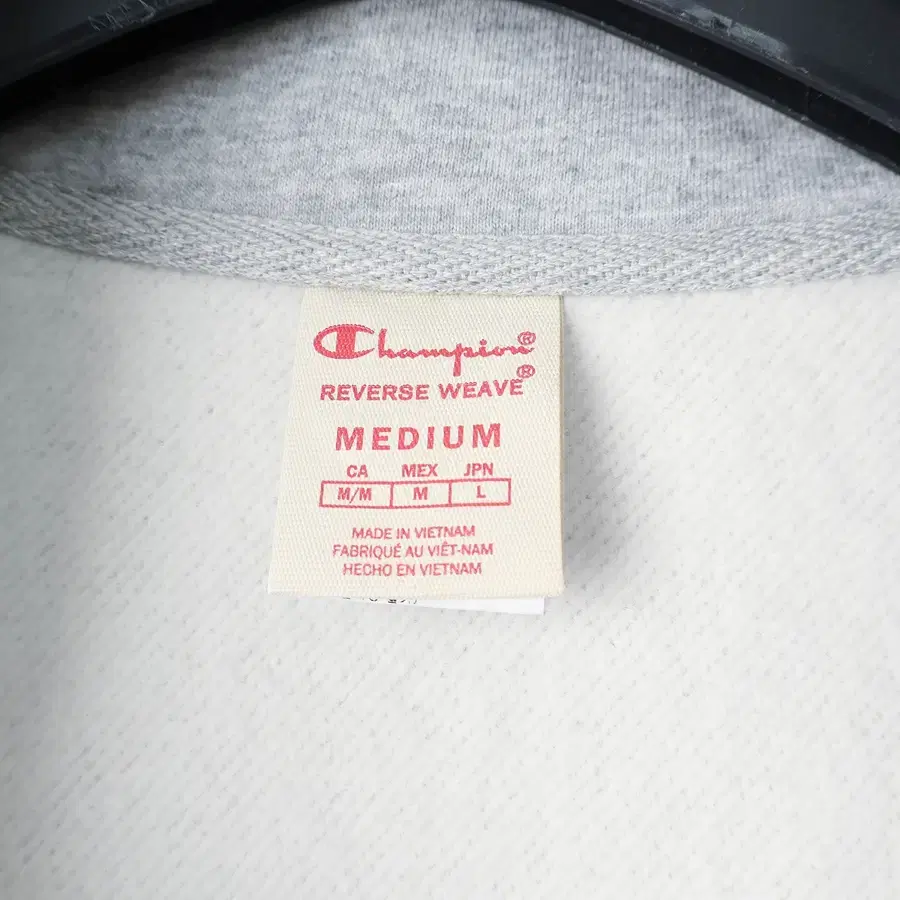 Champion®
REVERSE WEAVE®
MEDIUM
CA MEX JPN
M/M M L
MADE IN VIETNAM
FABRIQUÉ AU VIÊT-NAM
HECHO EN VIETNAM